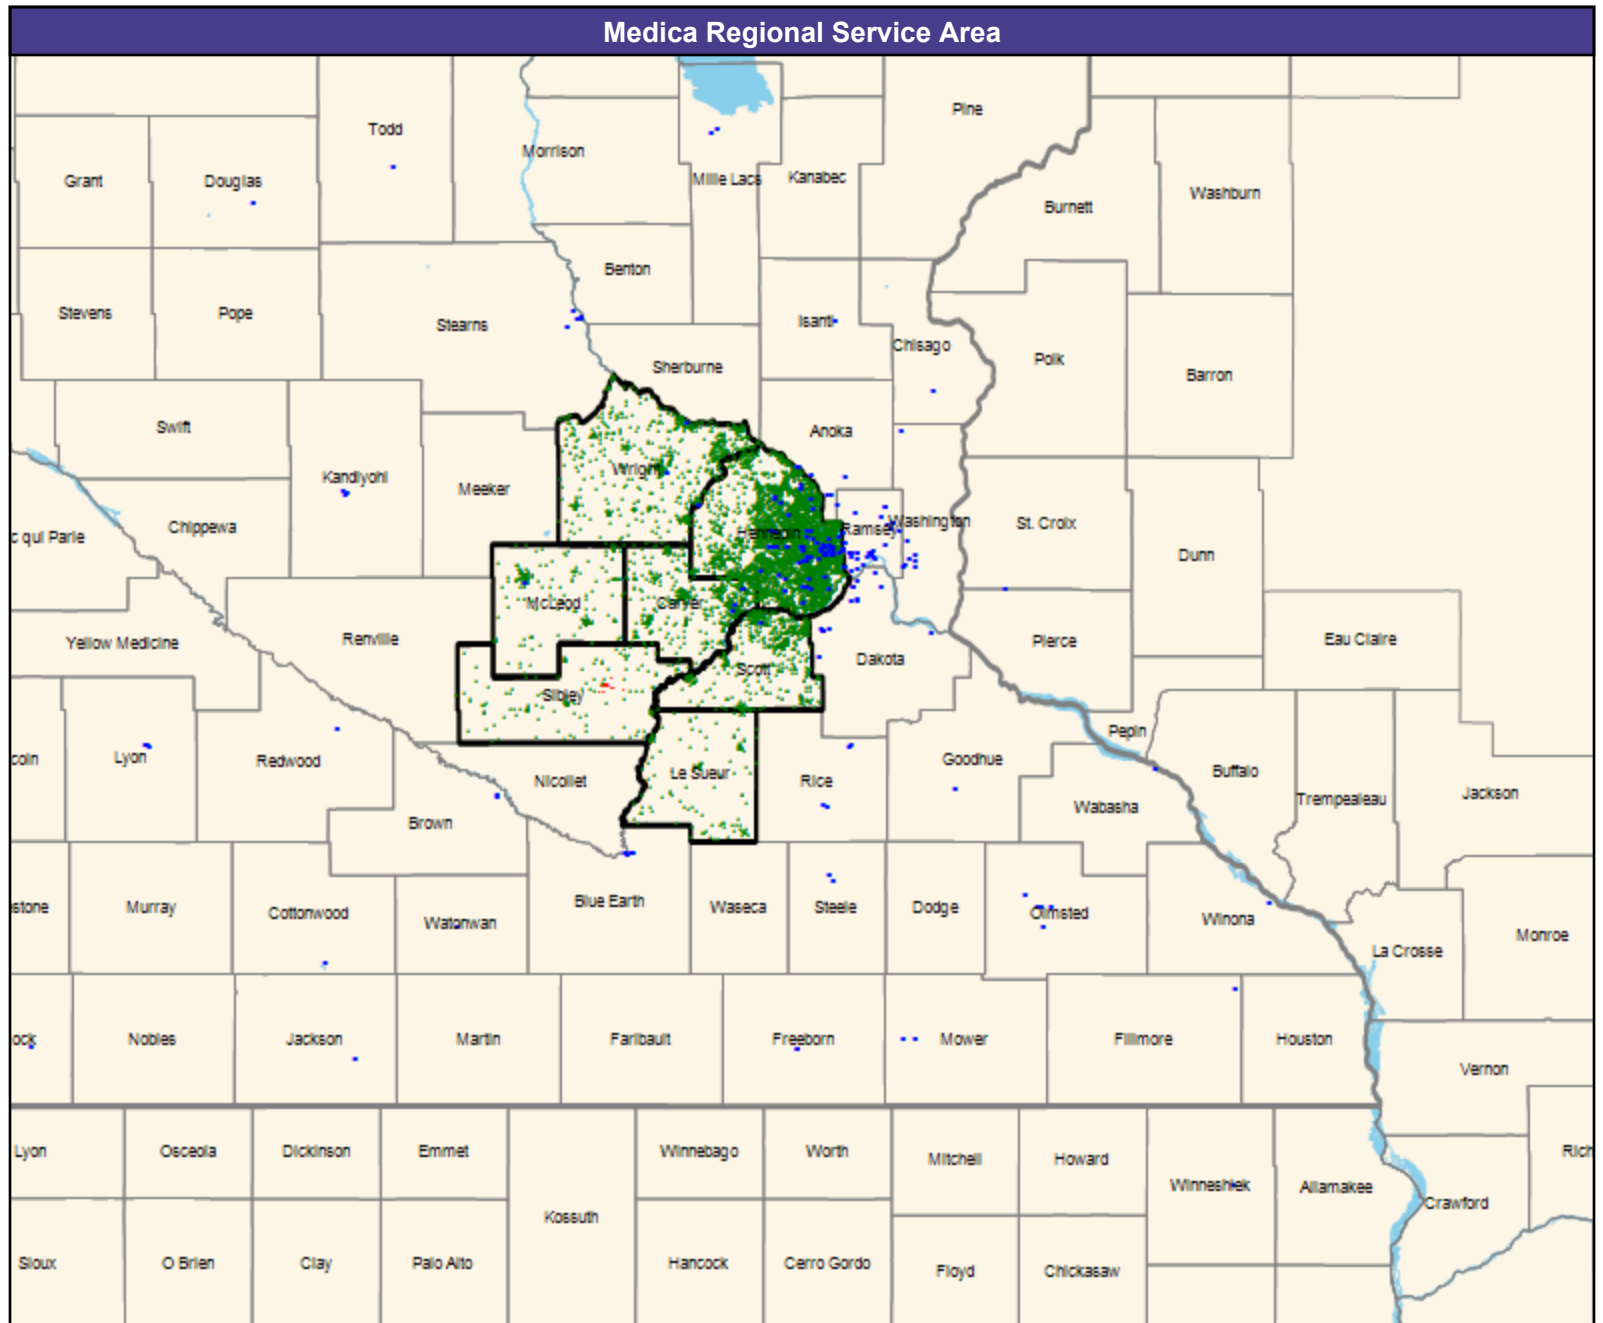 Medica Regional Service Area
Pine
Todd
Morrison
Grant
Douglas
Mille Lacs
Kanabec
Washburn
Burnett
Benton
Stevens
Pope
Stearns
Isanti
Chisago
Polk
Barron
Sherburne
Swift
Anoka
Wright
Kandiyohi
Meeker
Chippewa
c qui Parle
Hennepin
Ramsey
Washington
St. Croix
Dunn
McLeod
Carver
Yellow Medicine
Renville
Pierce
Eau Claire
Scott
Dakota
Sibley
Pepin
coln
Lyon
Redwood
Nicollet
Le Sueur
Rice
Goodhue
Buffalo
Trempealeau
Jackson
Wabasha
Brown
stone
Murray
Cottonwood
Watonwan
Blue Earth
Waseca
Steele
Dodge
Olmsted
Winona
La Crosse
Monroe
ock
Nobles
Jackson
Martin
Faribault
Freeborn
Mower
Fillmore
Houston
Vernon
Lyon
Osceola
Dickinson
Emmet
Winnebago
Worth
Mitchell
Howard
Winneshiek
Allamakee
Rich
Crawford
Kossuth
Sioux
O Brien
Clay
Palo Alto
Hancock
Cerro Gordo
Floyd
Chickasaw